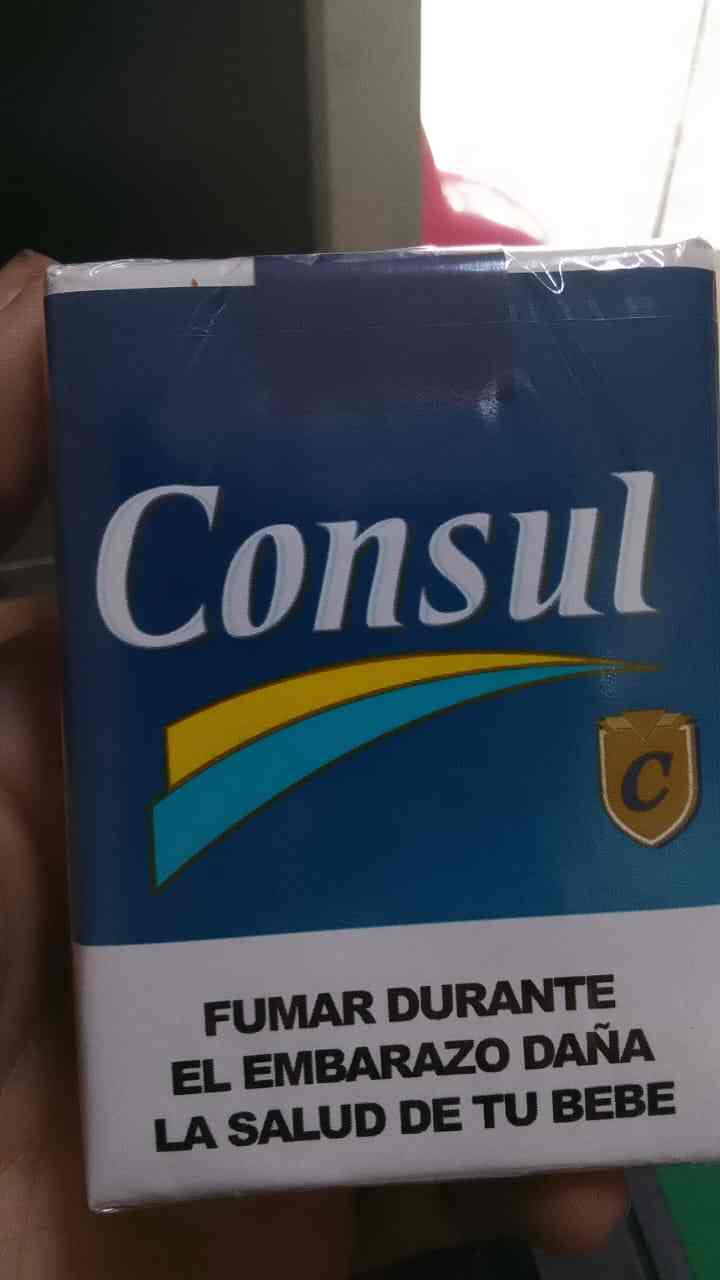 Consul
C
FUMAR DURANTE
EL EMBARAZO DAÑA
LA SALUD DE TU BEBE